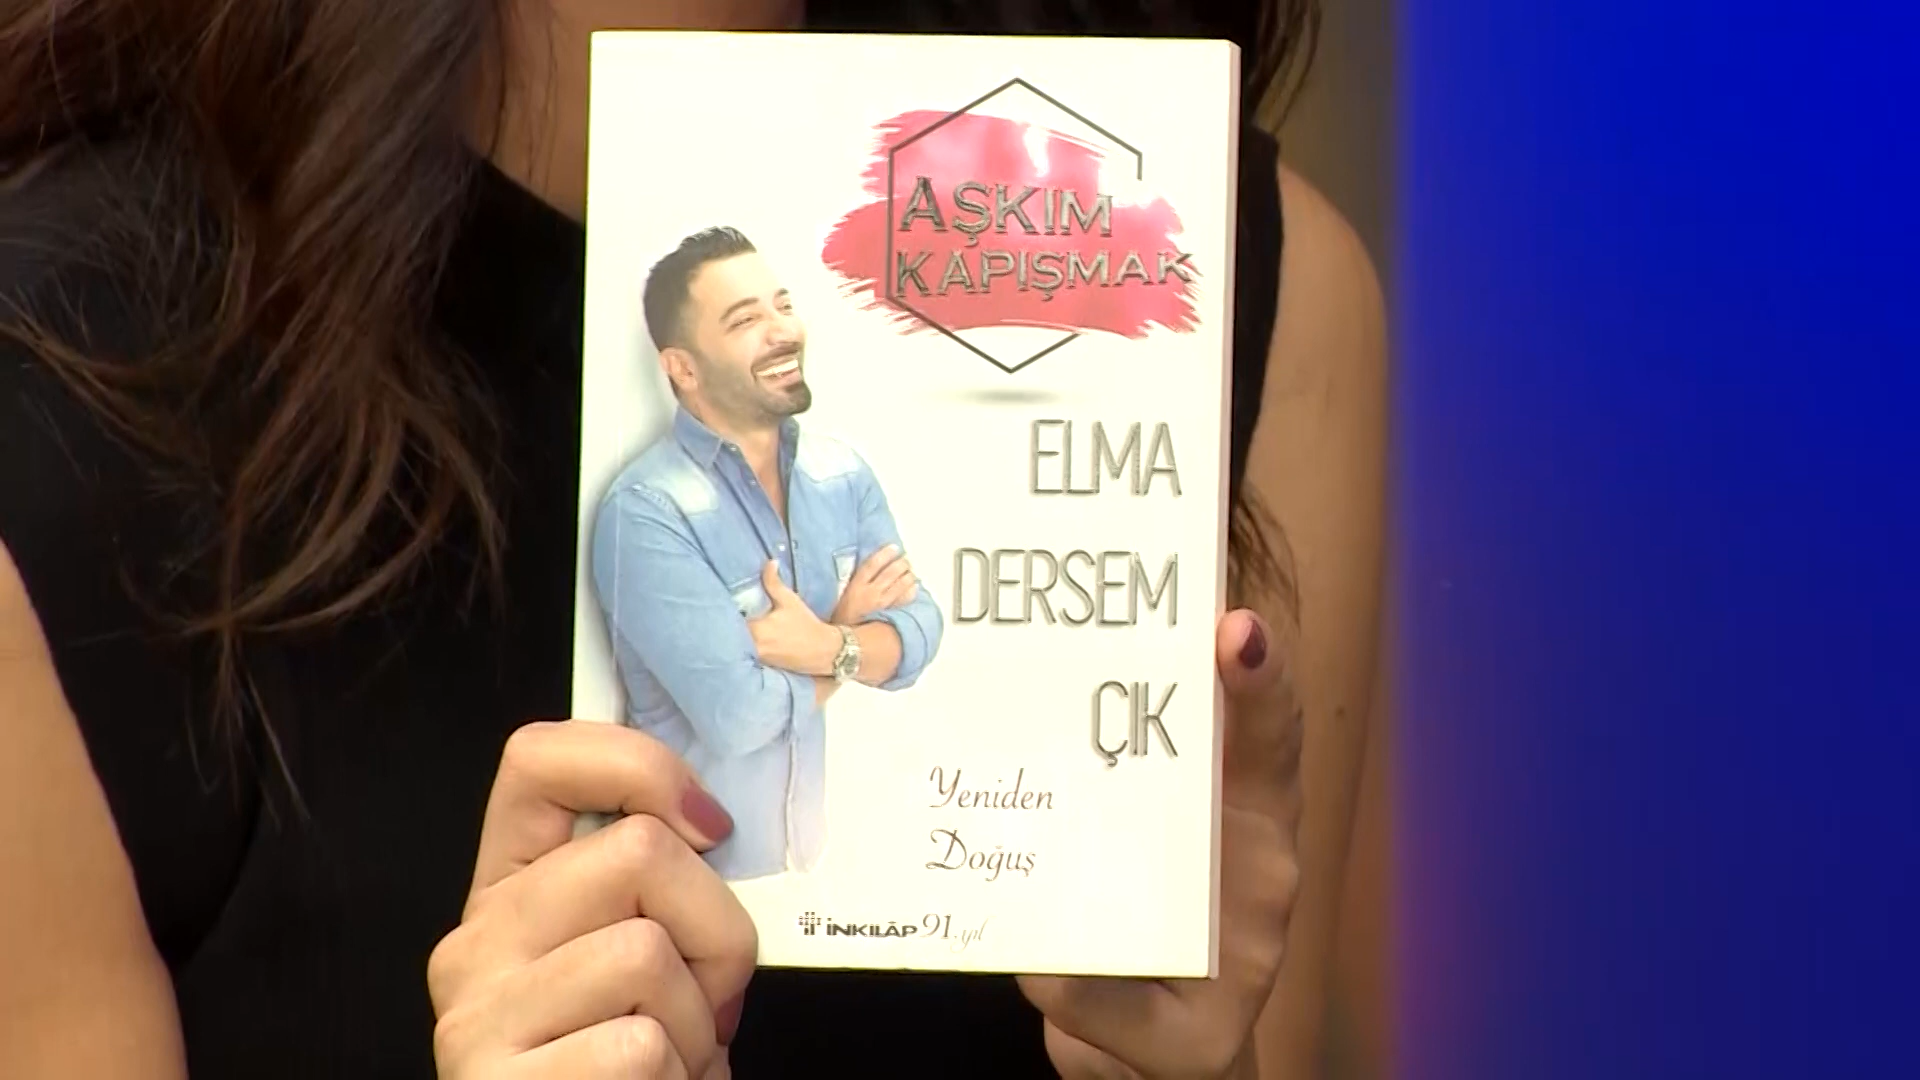 AŞKIM
KAPIŞMAK
ELMA
DERSEM
ÇIK
Yeniden
Doğuş
İNKILÂP 91.yıl